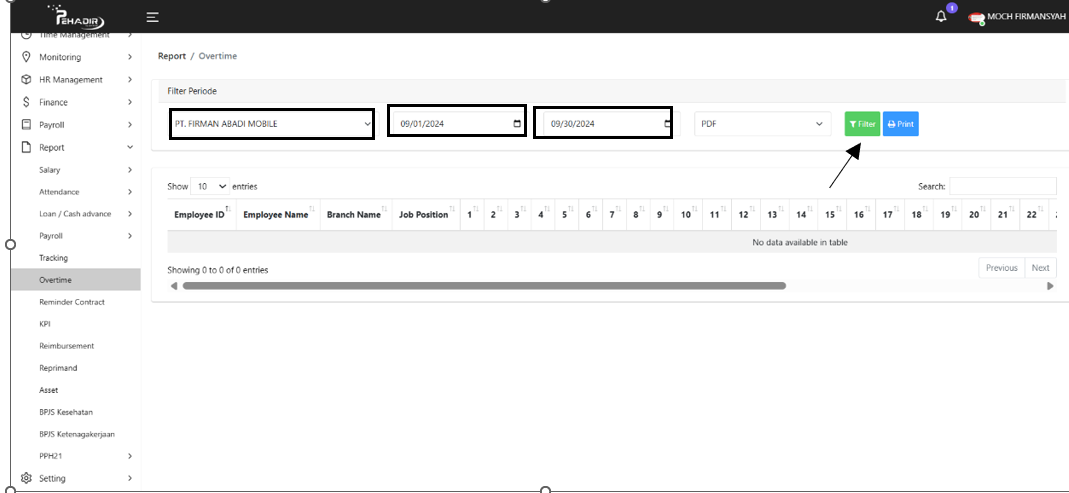 PEHADIR
MOCH FIRMANSYAH
1
Time Management
Monitoring
HR Management
Finance
Payroll
Report
Salary
Attendance
Loan / Cash advance
Payroll
Tracking
Overtime
Reminder Contract
KPI
Reimbursement
Reprimand
Asset
BPJS Kesehatan
BPJS Ketenagakerjaan
PPH21
Setting
Report / Overtime
Filter Periode
PT. FIRMAN ABADI MOBILE 09/01/2024 09/30/2024 PDF Filter Print
Show 10 entries Search:
Employee ID Employee Name Branch Name Job Position 1 2 3 4 5 6 7 8 9 10 11 12 13 14 15 16 17 18 19 20 21 22
No data available in table
Showing 0 to 0 of 0 entries Previous Next